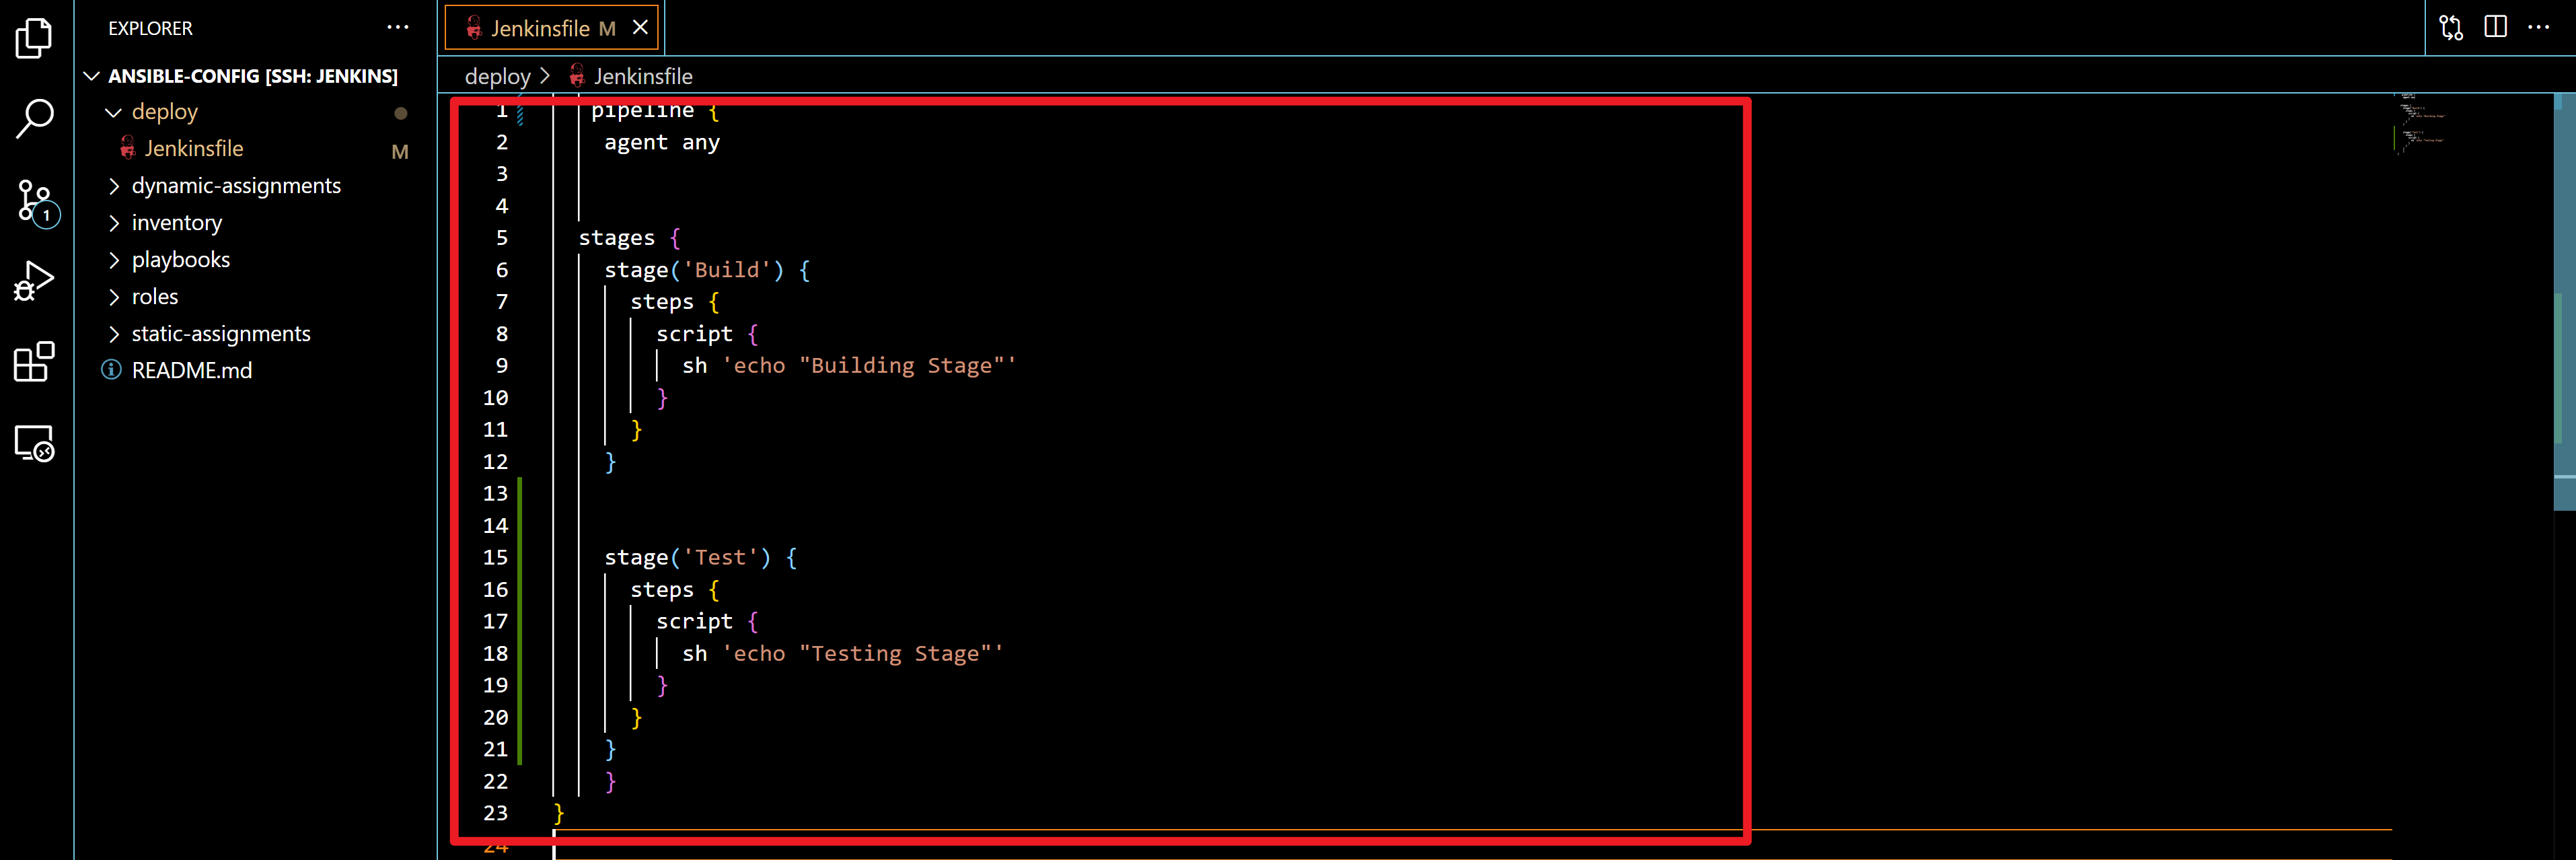 EXPLORER
ANSIBLE-CONFIG [SSH: JENKINS]
deploy
Jenkinsfile M
dynamic-assignments
inventory
playbooks
roles
static-assignments
README.md
1
Jenkinsfile M
deploy > Jenkinsfile
1 pipeline {
2 agent any
3
4
5 stages {
6 stage('Build') {
7 steps {
8 script {
9 sh 'echo "Building Stage"'
10 }
11 }
12 }
13
14
15 stage('Test') {
16 steps {
17 script {
18 sh 'echo "Testing Stage"'
19 }
20 }
21 }
22 }
23 }
24